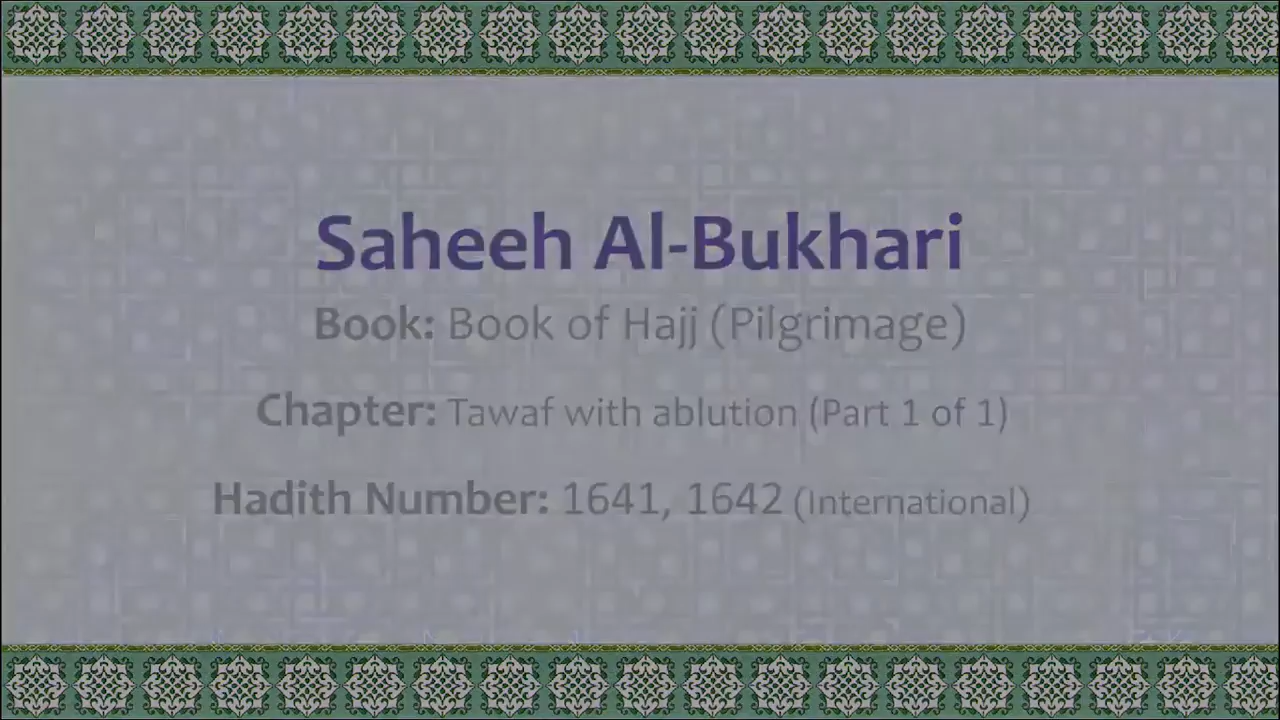 Saheeh Al-Bukhari
Book: Book of Hajj (Pilgrimage)
Chapter: Tawaf with ablution (Part 1 of 1)
Hadith Number: 1641, 1642 (International)